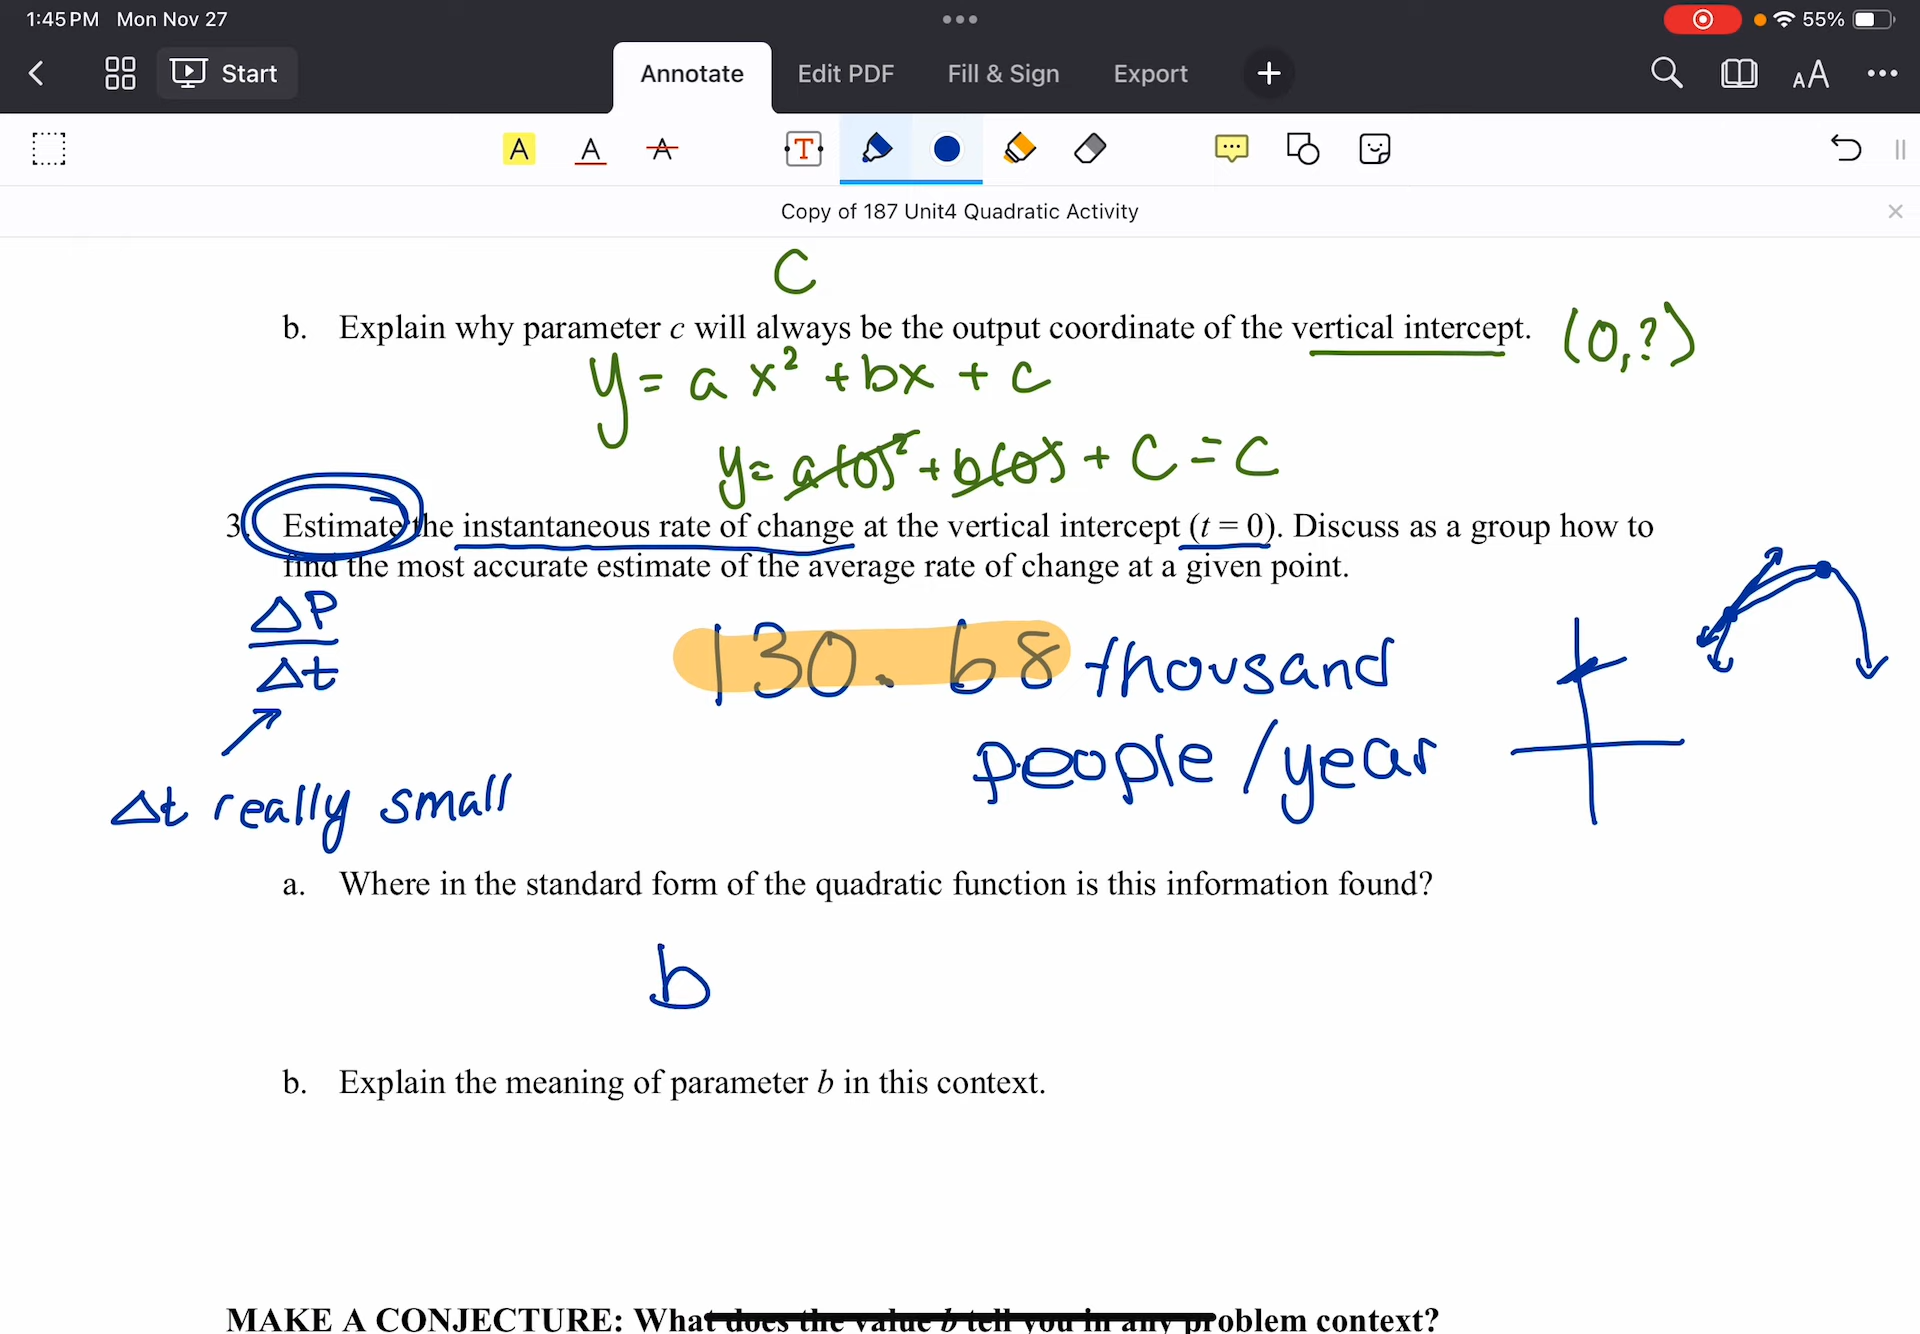 1:45 PM Mon Nov 27
55%
Start
Annotate
Edit PDF
Fill & Sign
Export
Copy of 187 Unit4 Quadratic Activity
C
b. Explain why parameter c will always be the output coordinate of the vertical intercept. (0,?)
y = a x² + bx + c
y = a(0)² + b(0) + C = C
3. Estimate the instantaneous rate of change at the vertical intercept (t = 0). Discuss as a group how to
find the most accurate estimate of the average rate of change at a given point.
ΔP
Δt
130.68 thousand
people/year
Δt really small
a. Where in the standard form of the quadratic function is this information found?
b
b. Explain the meaning of parameter b in this context.
MAKE A CONJECTURE: What does the value b tell you in any problem context?